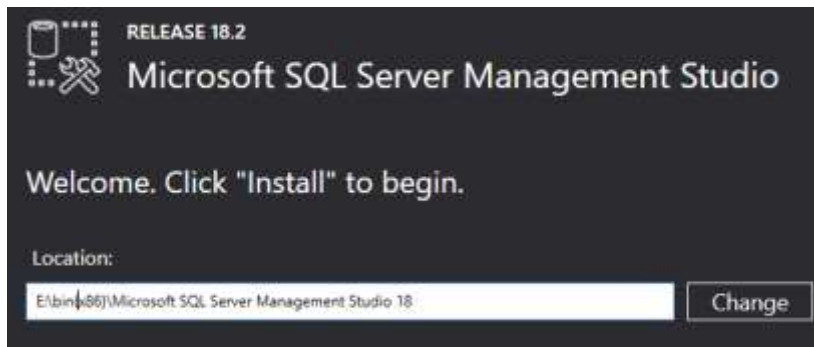 RELEASE 18.2
Microsoft SQL Server Management Studio
Welcome. Click "Install" to begin.
Location:
E:\bin(x86)\Microsoft SQL Server Management Studio 18
Change